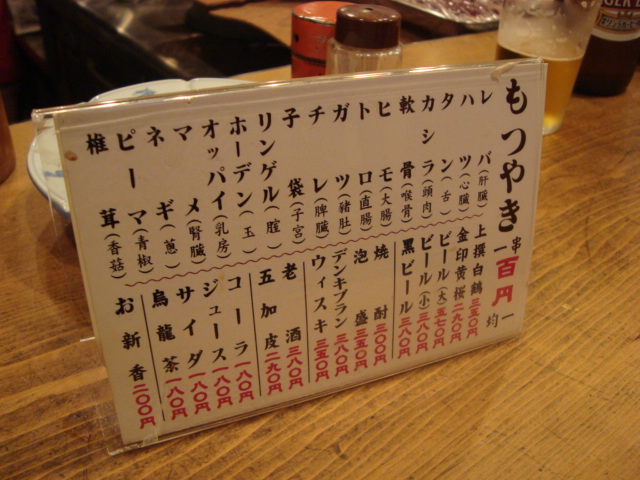 もつやき 一串 百円 均一
レバ(肝臓)
ハツ(心臓)
タン(舌)
カシラ(頭肉)
軟骨(喉骨)
ヒモ(大腸)
トロ(直腸)
ガツ(豬肚)
チレ(脾臓)
子袋(子宮)
リンゲル(腟)
ホーデン(玉)
オッパイ(乳房)
マメ(腎臓)
ネギ(葱)
ピーマ(青椒)
椎茸(香菇)
上撰白鶴 三五〇円
金印黄桜 二九〇円
ビール(大) 五七〇円
ビール(小) 三八〇円
黒ビール 三八〇円
焼酎 三〇〇円
泡盛 三五〇円
デンキブラン 三八〇円
ウィスキ 三五〇円
老酒 三八〇円
五加皮 二九〇円
コーラ 一八〇円
ジュース 一八〇円
サイダ 一八〇円
烏龍茶 一八〇円
お新香 二〇〇円